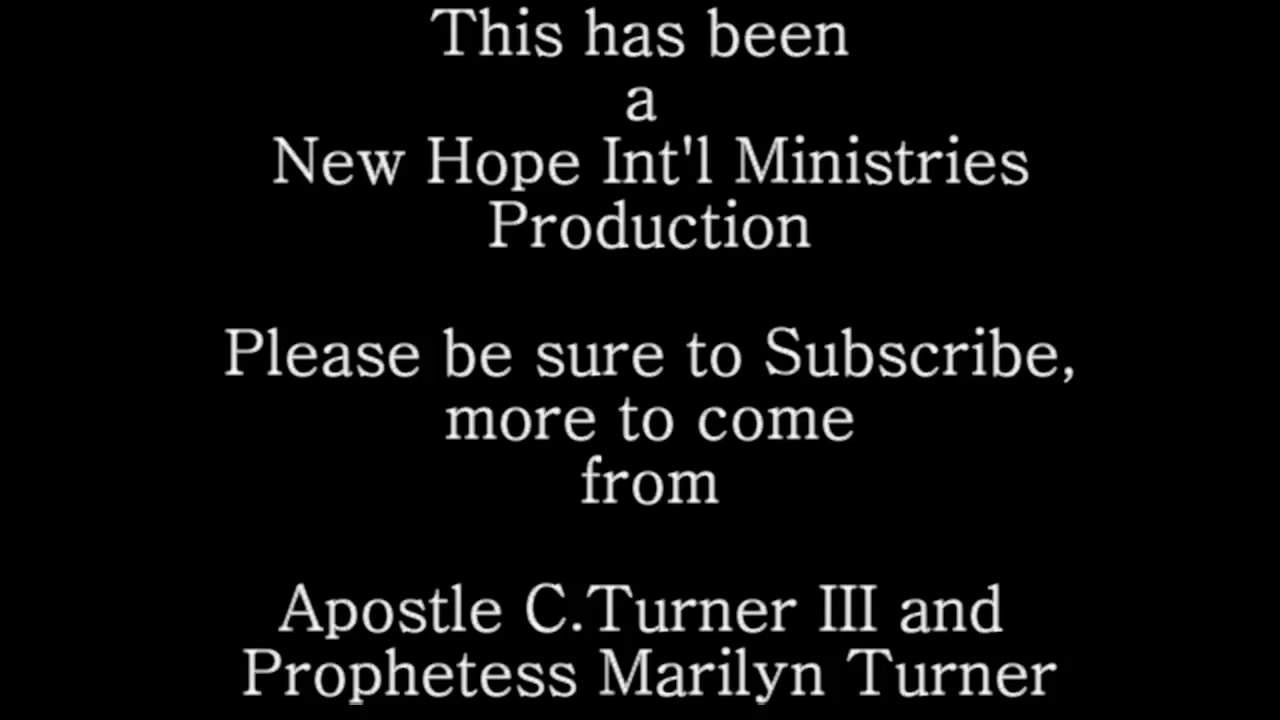 This has been
a
New Hope Int'l Ministries
Production
Please be sure to Subscribe,
more to come
from
Apostle C.Turner III and
Prophetess Marilyn Turner